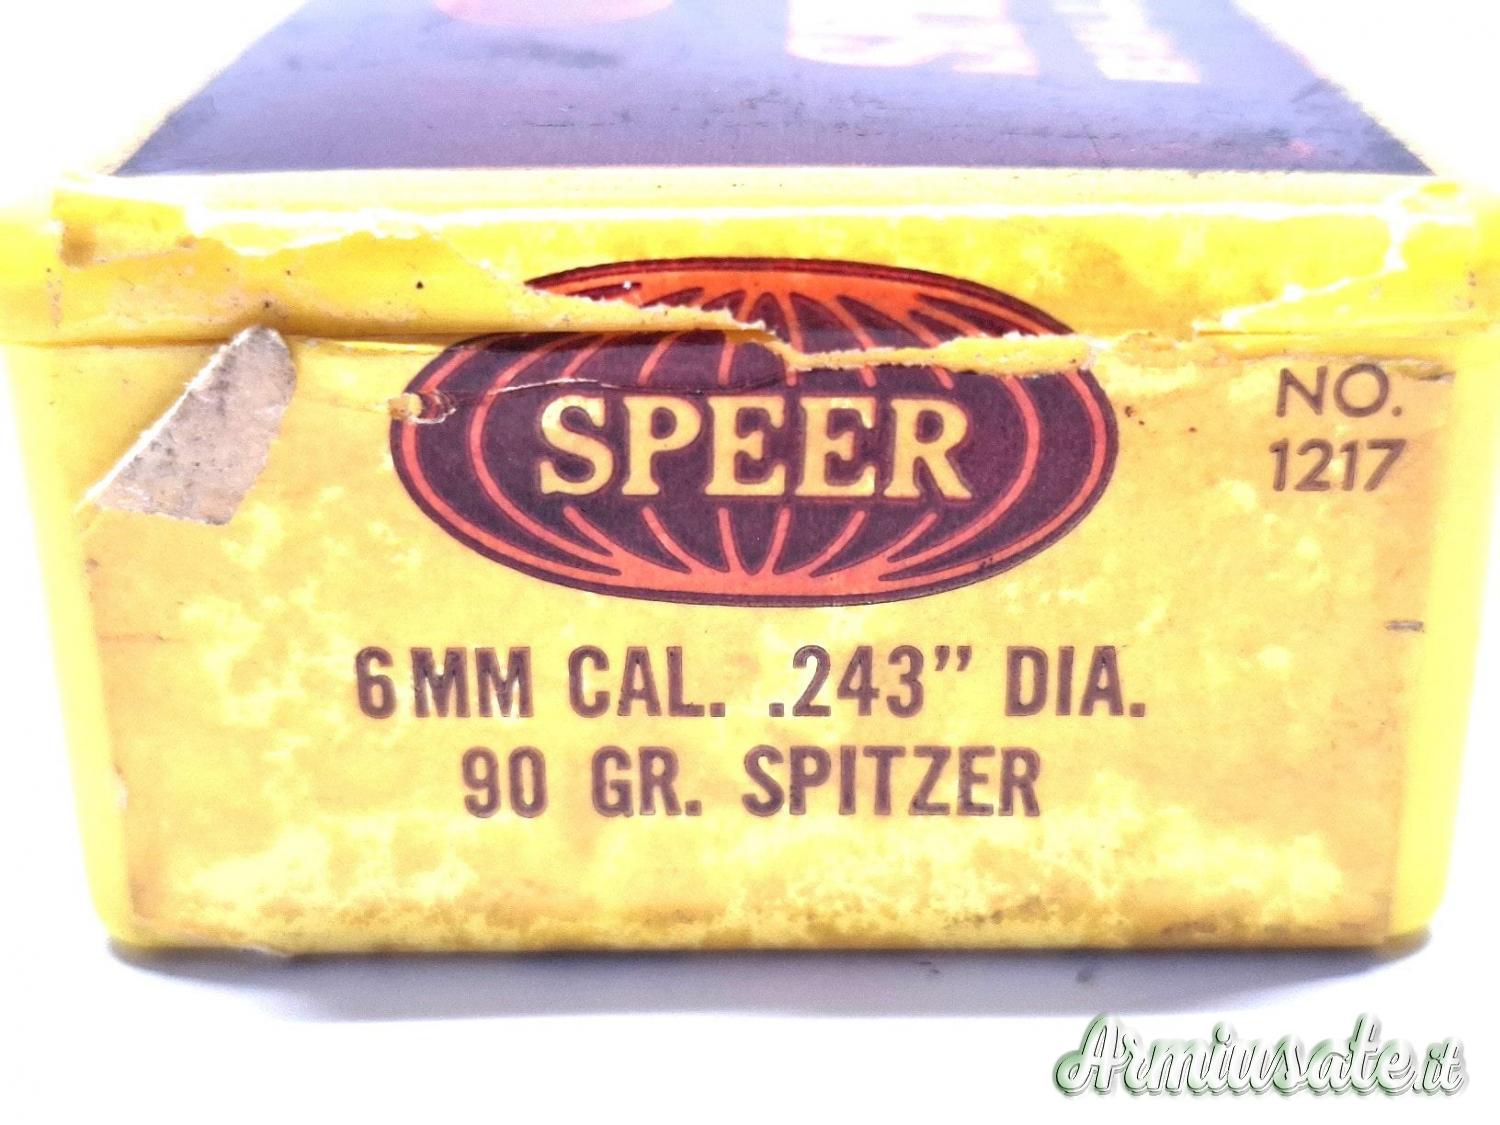 SPEER
NO.
1217
6MM CAL. .243” DIA.
90 GR. SPITZER
Armiusate.it